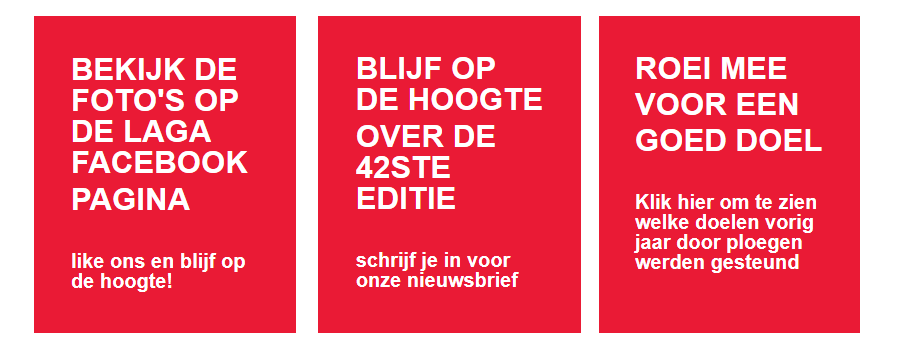 BEKIJK DE
FOTO'S OP
DE LAGA
FACEBOOK
PAGINA
like ons en blijf op
de hoogte!
BLIJF OP
DE HOOGTE
OVER DE
42STE
EDITIE
schrijf je in voor
onze nieuwsbrief
ROEI MEE
VOOR EEN
GOED DOEL
Klik hier om te zien
welke doelen vorig
jaar door ploegen
werden gesteund